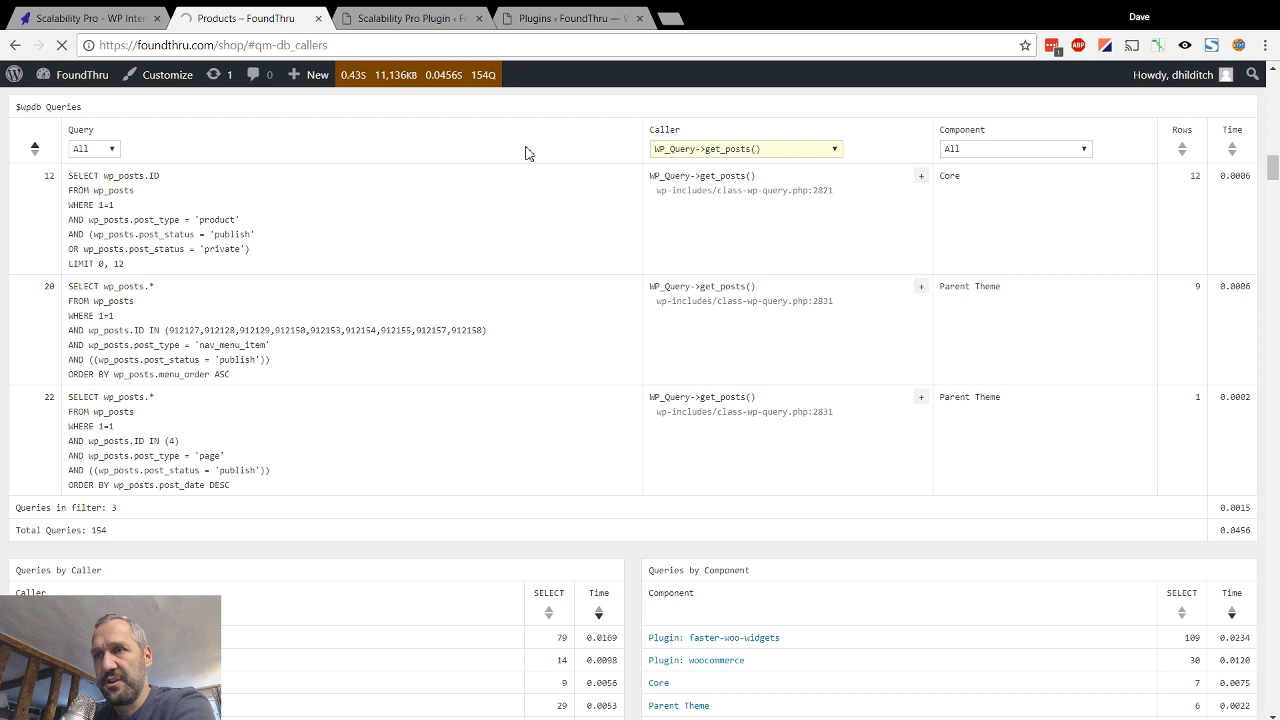 Dave
Scalability Pro - WP Inter
Products – FoundThru
Scalability Pro Plugin ‹ F
Plugins ‹ FoundThru — W
https://foundthru.com/shop/#qm-db_callers
1
FoundThru
Customize
1
0
New
0.43S 11,136KB 0.0456S 154Q
Howdy, dhilditch
$wpdb Queries
Query
Caller
Component
Rows
Time
All
WP_Query->get_posts()
All
12
SELECT wp_posts.ID
FROM wp_posts
WHERE 1=1
AND wp_posts.post_type = 'product'
AND (wp_posts.post_status = 'publish'
OR wp_posts.post_status = 'private')
LIMIT 0, 12
WP_Query->get_posts()
wp-includes/class-wp-query.php:2821
+
Core
12
0.0006
20
SELECT wp_posts.*
FROM wp_posts
WHERE 1=1
AND wp_posts.ID IN (912127,912128,912129,912150,912153,912154,912155,912157,912158)
AND wp_posts.post_type = 'nav_menu_item'
AND ((wp_posts.post_status = 'publish'))
ORDER BY wp_posts.menu_order ASC
WP_Query->get_posts()
wp-includes/class-wp-query.php:2831
+
Parent Theme
9
0.0006
22
SELECT wp_posts.*
FROM wp_posts
WHERE 1=1
AND wp_posts.ID IN (4)
AND wp_posts.post_type = 'page'
AND ((wp_posts.post_status = 'publish'))
ORDER BY wp_posts.post_date DESC
WP_Query->get_posts()
wp-includes/class-wp-query.php:2831
+
Parent Theme
1
0.0002
Queries in filter: 3
0.0015
Total Queries: 154
0.0456
Queries by Caller
Caller
SELECT
Time
79 0.0169
14 0.0098
9 0.0056
29 0.0053
Queries by Component
Component
SELECT
Time
Plugin: faster-woo-widgets 109 0.0234
Plugin: woocommerce 30 0.0120
Core 7 0.0075
Parent Theme 6 0.0022